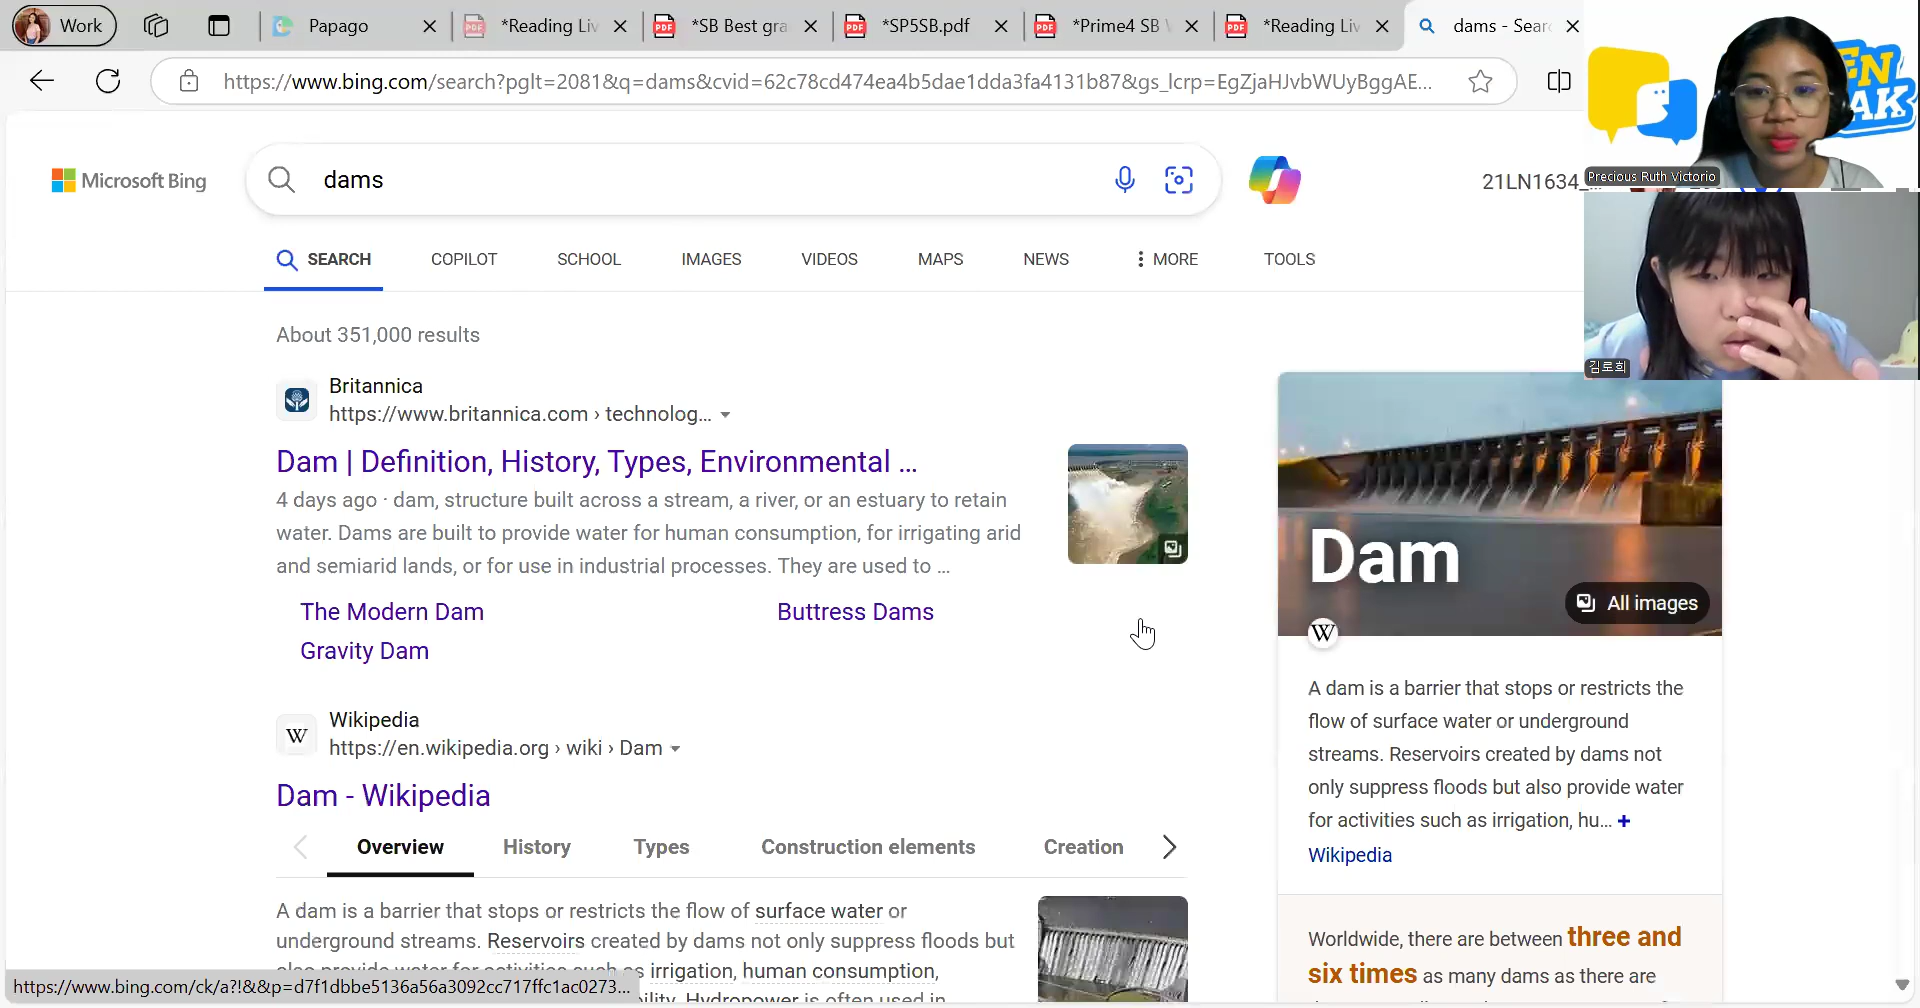 Work
Papago
*Reading Liv
*SB Best gra
*SP5SB.pdf
*Prime4 SB
*Reading Liv
dams - Sear
https://www.bing.com/search?pglt=2081&q=dams&cvid=62c78cd474ea4b5dae1dda3fa4131b87&gs_lcrp=EgZjaHJvbWUyBggAE...
EN
AK
Precious Ruth Victorio
김로희
Microsoft Bing
dams
21LN1634_...
SEARCH
COPILOT
SCHOOL
IMAGES
VIDEOS
MAPS
NEWS
MORE
TOOLS
About 351,000 results
Britannica
https://www.britannica.com › technolog...
Dam | Definition, History, Types, Environmental ...
4 days ago · dam, structure built across a stream, a river, or an estuary to retain
water. Dams are built to provide water for human consumption, for irrigating arid
and semiarid lands, or for use in industrial processes. They are used to ...
The Modern Dam
Buttress Dams
Gravity Dam
W
Wikipedia
https://en.wikipedia.org › wiki › Dam
Dam - Wikipedia
Overview
History
Types
Construction elements
Creation
A dam is a barrier that stops or restricts the flow of surface water or
underground streams. Reservoirs created by dams not only suppress floods but
also provide water for activities such as irrigation, human consumption,
Hydropower is often used in
https://www.bing.com/ck/a?!&&p=d7f1dbbe5136a56a3092cc717ffc1ac0273...
Dam
All images
W
A dam is a barrier that stops or restricts the
flow of surface water or underground
streams. Reservoirs created by dams not
only suppress floods but also provide water
for activities such as irrigation, hu... +
Wikipedia
Worldwide, there are between three and
six times as many dams as there are